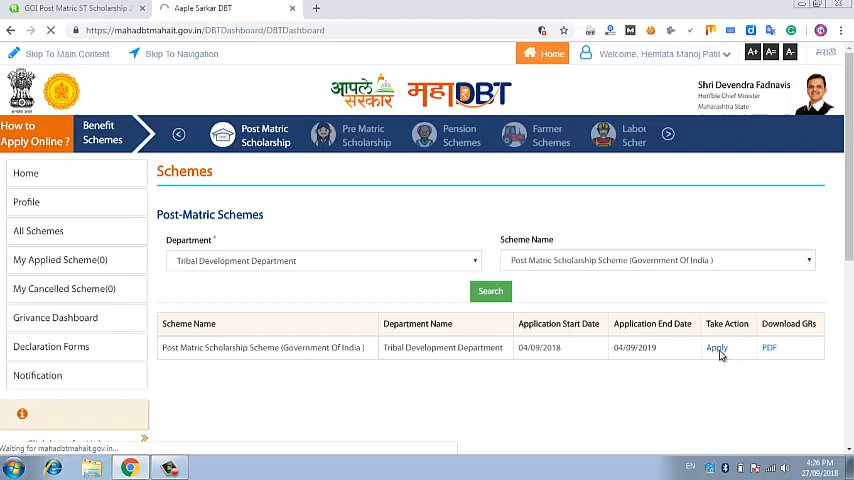 GOI Post Matric ST Scholarship 2
Aaple Sarkar DBT
https://mahadbtmahait.gov.in/DBTDashboard/DBTDashboard
Skip To Main Content
Skip To Navigation
Home
Welcome, Hemlata Manoj Patil
A+ A= A-
मराठी
आपले सरकार
महाDBT
Shri Devendra Fadnavis
Hon'ble Chief Minister
Maharashtra State
How to Apply Online ?
Benefit Schemes
Post Matric Scholarship
Pre Matric Scholarship
Pension Schemes
Farmer Schemes
Labou Scher
Home
Profile
All Schemes
My Applied Scheme(0)
My Cancelled Scheme(0)
Grivance Dashboard
Declaration Forms
Notification
Schemes
Post-Matric Schemes
Department *
Scheme Name
Tribal Development Department
Post Matric Scholarship Scheme (Government Of India )
Search
Scheme Name Department Name Application Start Date Application End Date Take Action Download GRs
Post Matric Scholarship Scheme (Government Of India ) Tribal Development Department 04/09/2018 04/09/2019 Apply PDF
Waiting for mahadbtmahait.gov.in...
EN
4:26 PM
27/09/2018